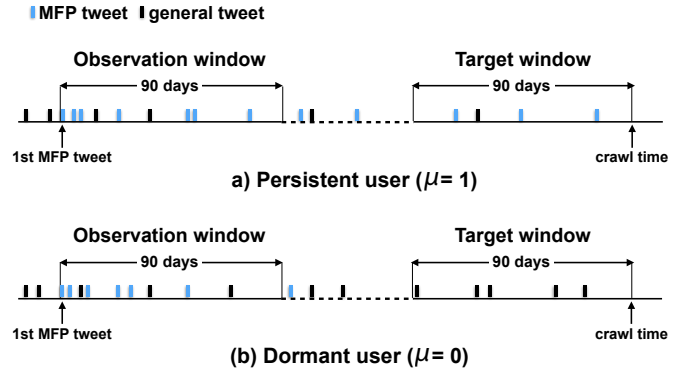 MFP tweet general tweet
Observation window
Target window
90 days
90 days
1st MFP tweet
crawl time
a) Persistent user (μ= 1)
Observation window
Target window
90 days
90 days
1st MFP tweet
crawl time
(b) Dormant user (μ= 0)